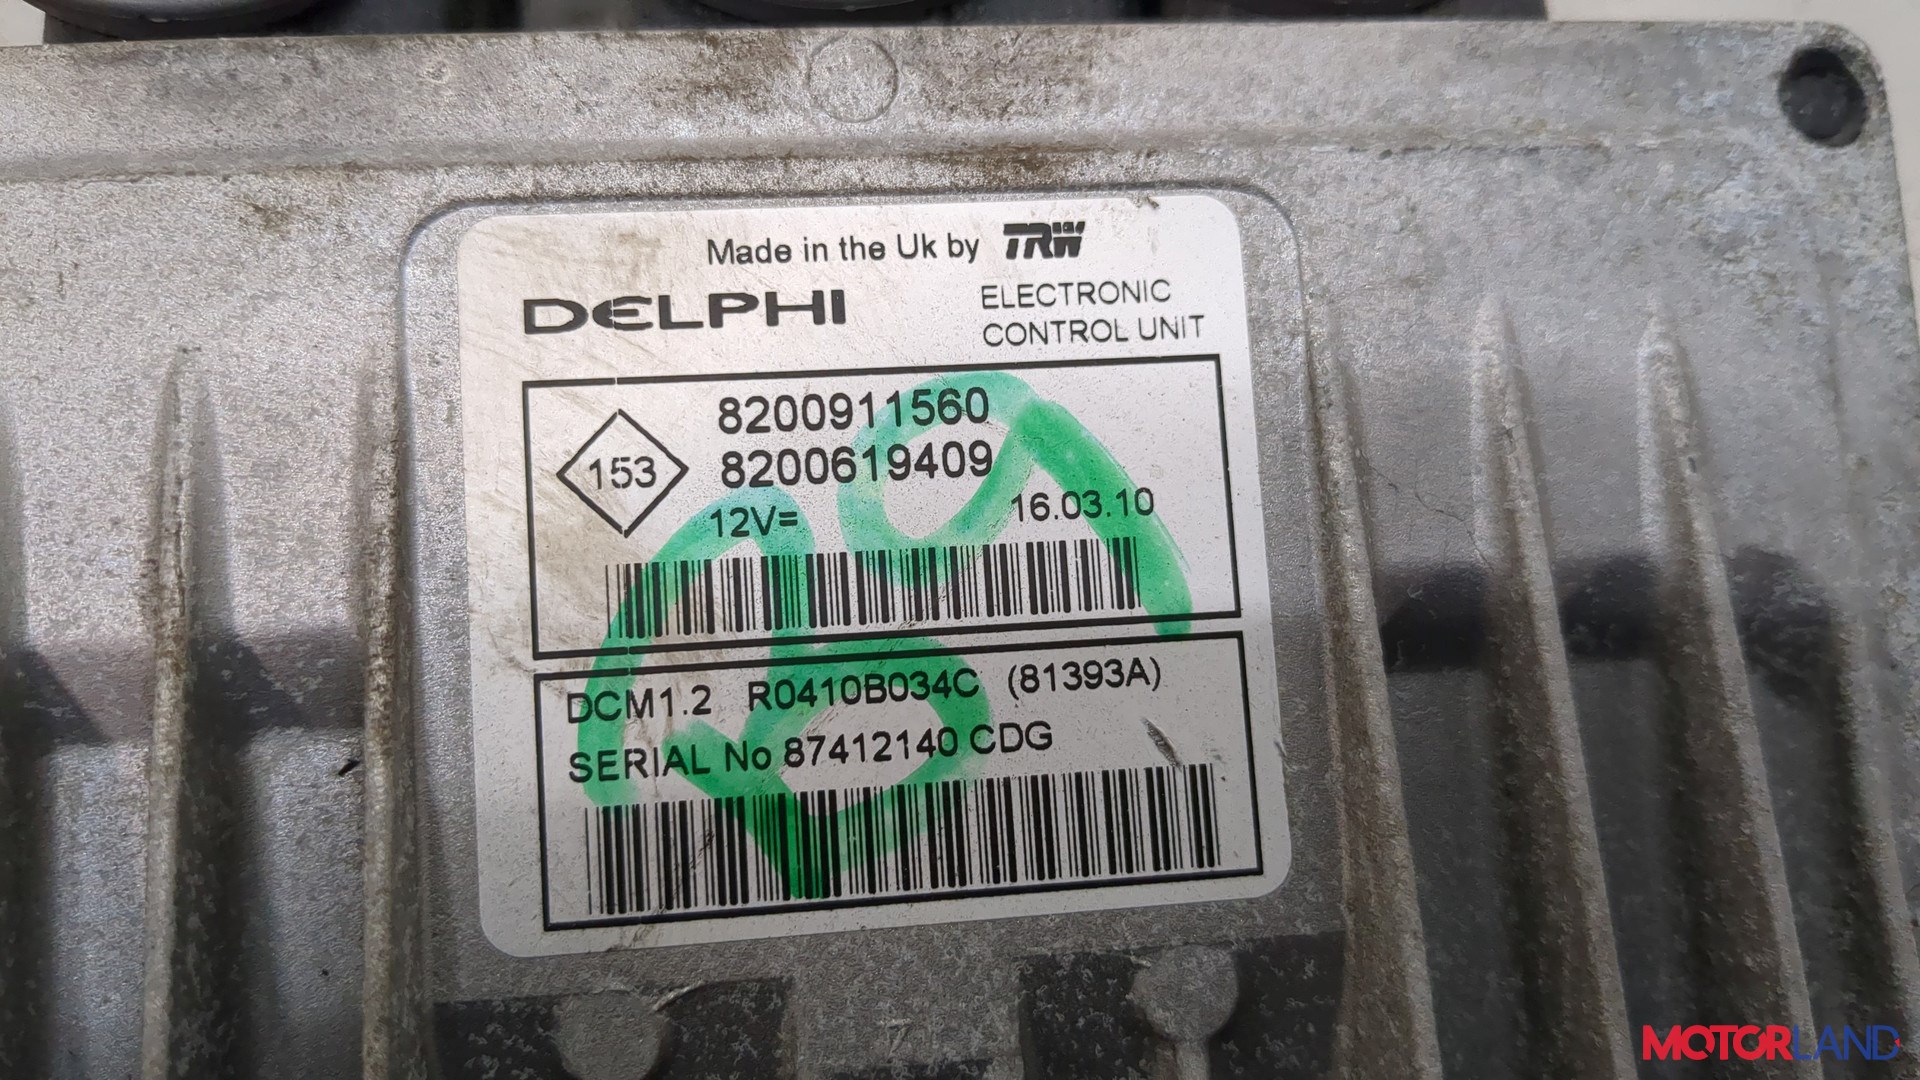 Made in the Uk by TRW
DELPHI
ELECTRONIC
CONTROL UNIT
8200911560
153
8200619409
12V=
16.03.10
DCM1.2 R0410B034C (81393A)
SERIAL No 87412140 CDG
MOTORLAND